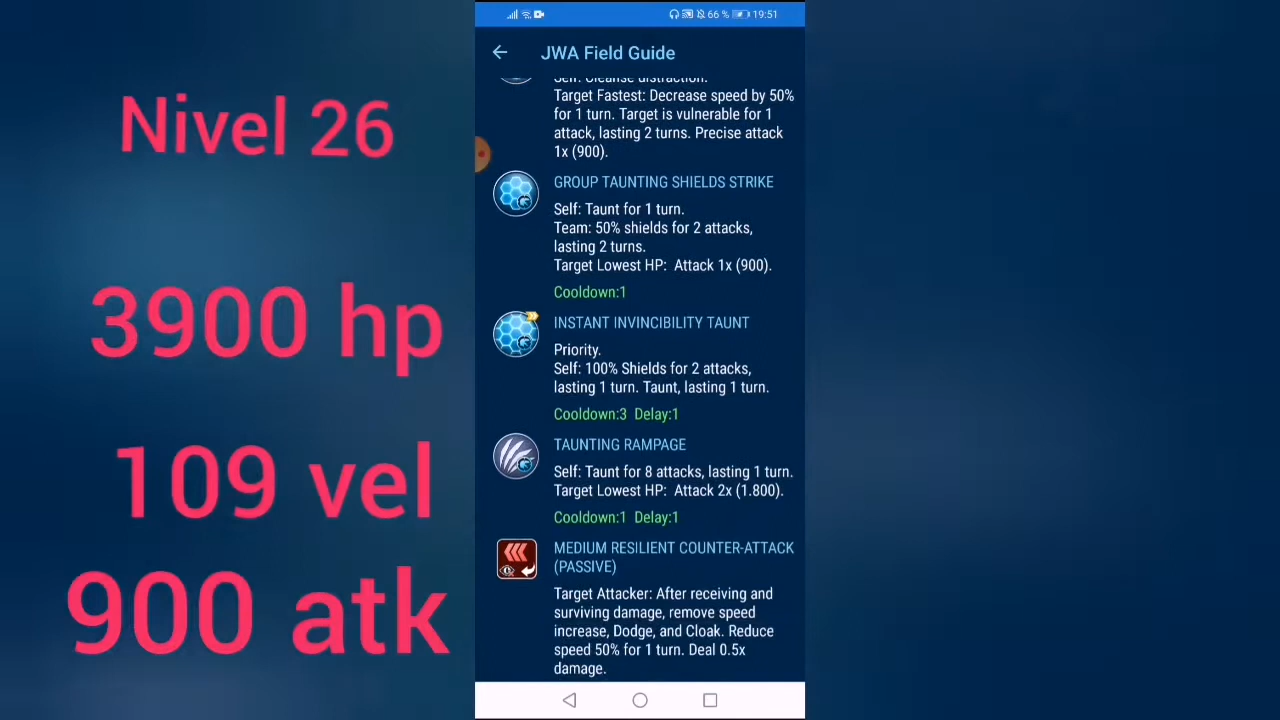 Nivel 26
3900 hp
109 vel
900 atk
66 % 19:51
JWA Field Guide
Self: Cleanse distraction.
Target Fastest: Decrease speed by 50%
for 1 turn. Target is vulnerable for 1
attack, lasting 2 turns. Precise attack
1x (900).
GROUP TAUNTING SHIELDS STRIKE
Self: Taunt for 1 turn.
Team: 50% shields for 2 attacks,
lasting 2 turns.
Target Lowest HP:  Attack 1x (900).
Cooldown:1
INSTANT INVINCIBILITY TAUNT
Priority.
Self: 100% Shields for 2 attacks,
lasting 1 turn. Taunt, lasting 1 turn.
Cooldown:3  Delay:1
TAUNTING RAMPAGE
Self: Taunt for 8 attacks, lasting 1 turn.
Target Lowest HP:  Attack 2x (1.800).
Cooldown:1  Delay:1
MEDIUM RESILIENT COUNTER-ATTACK
(PASSIVE)
Target Attacker: After receiving and
surviving damage, remove speed
increase, Dodge, and Cloak. Reduce
speed 50% for 1 turn. Deal 0.5x
damage.